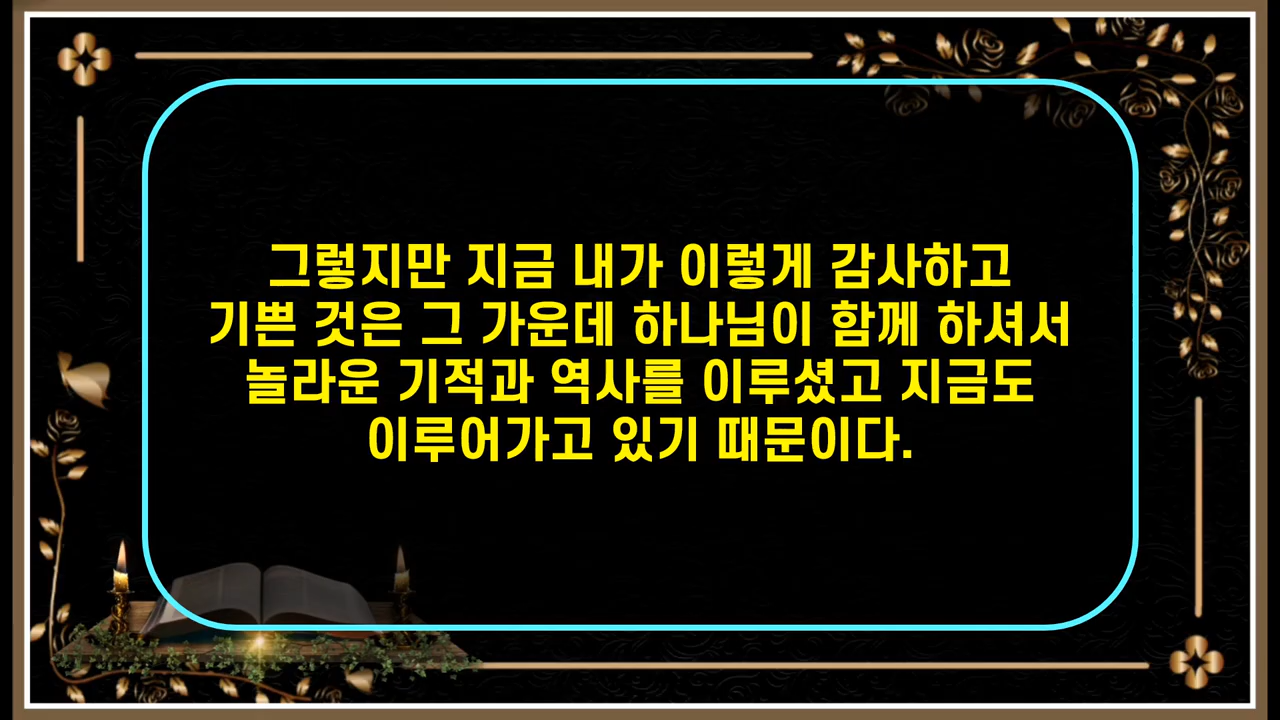 그렇지만 지금 내가 이렇게 감사하고
기쁜 것은 그 가운데 하나님이 함께 하셔서
놀라운 기적과 역사를 이루셨고 지금도
이루어가고 있기 때문이다.